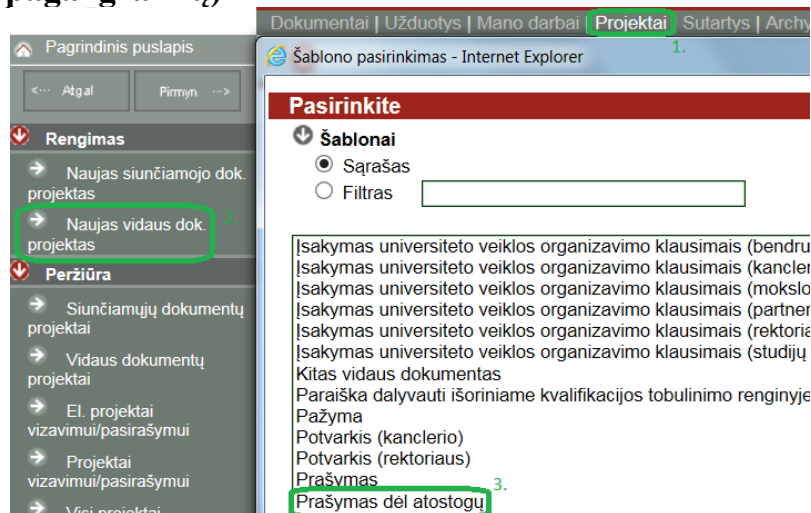 Dokumentai | Užduotys | Mano darbai | Projektai | Sutartys |
1.
Pagrindinis puslapis
<--- Atgal
Pirmyn --->
Rengimas
Naujas siunčiamojo dok.
projektas
Naujas vidaus dok.
projektas
2.
Peržiūra
Siunčiamųjų dokumentų
projektai
Vidaus dokumentų
projektai
El. projektai
vizavimui/pasirašymui
Projektai
vizavimui/pasirašymui
Visi projektai
Šablono pasirinkimas - Internet Explorer
Pasirinkite
Šablonai
Sąrašas
Filtras
Įsakymas universiteto veiklos organizavimo klausimais (bendru
Įsakymas universiteto veiklos organizavimo klausimais (kancler
Įsakymas universiteto veiklos organizavimo klausimais (mokslo
Įsakymas universiteto veiklos organizavimo klausimais (partner
Įsakymas universiteto veiklos organizavimo klausimais (rektoria
Įsakymas universiteto veiklos organizavimo klausimais (studijų
Kitas vidaus dokumentas
Paraiška dalyvauti išoriniame kvalifikacijos tobulinimo renginyje
Pažyma
Potvarkis (kanclerio)
Potvarkis (rektoriaus)
Prašymas
3.
Prašymas dėl atostogų